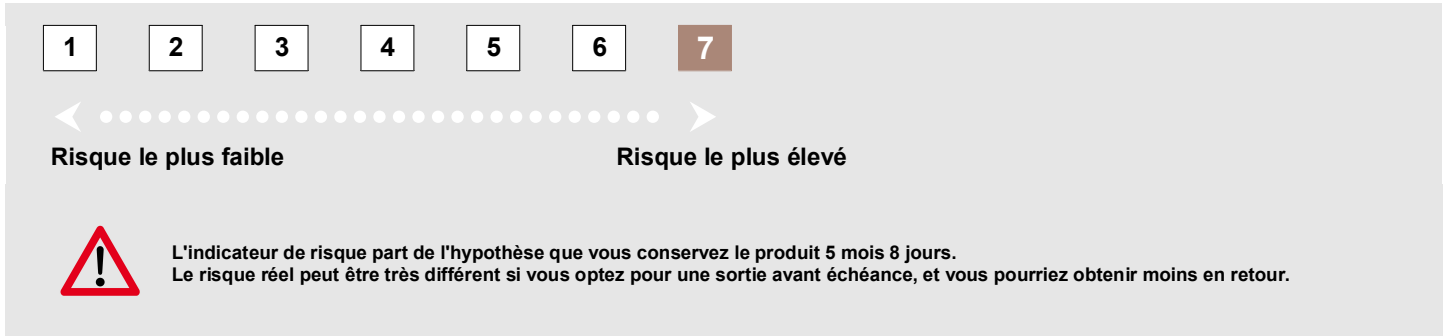 1 2 3 4 5 6 7
Risque le plus faible Risque le plus élevé
L'indicateur de risque part de l'hypothèse que vous conservez le produit 5 mois 8 jours.
Le risque réel peut être très différent si vous optez pour une sortie avant échéance, et vous pourriez obtenir moins en retour.